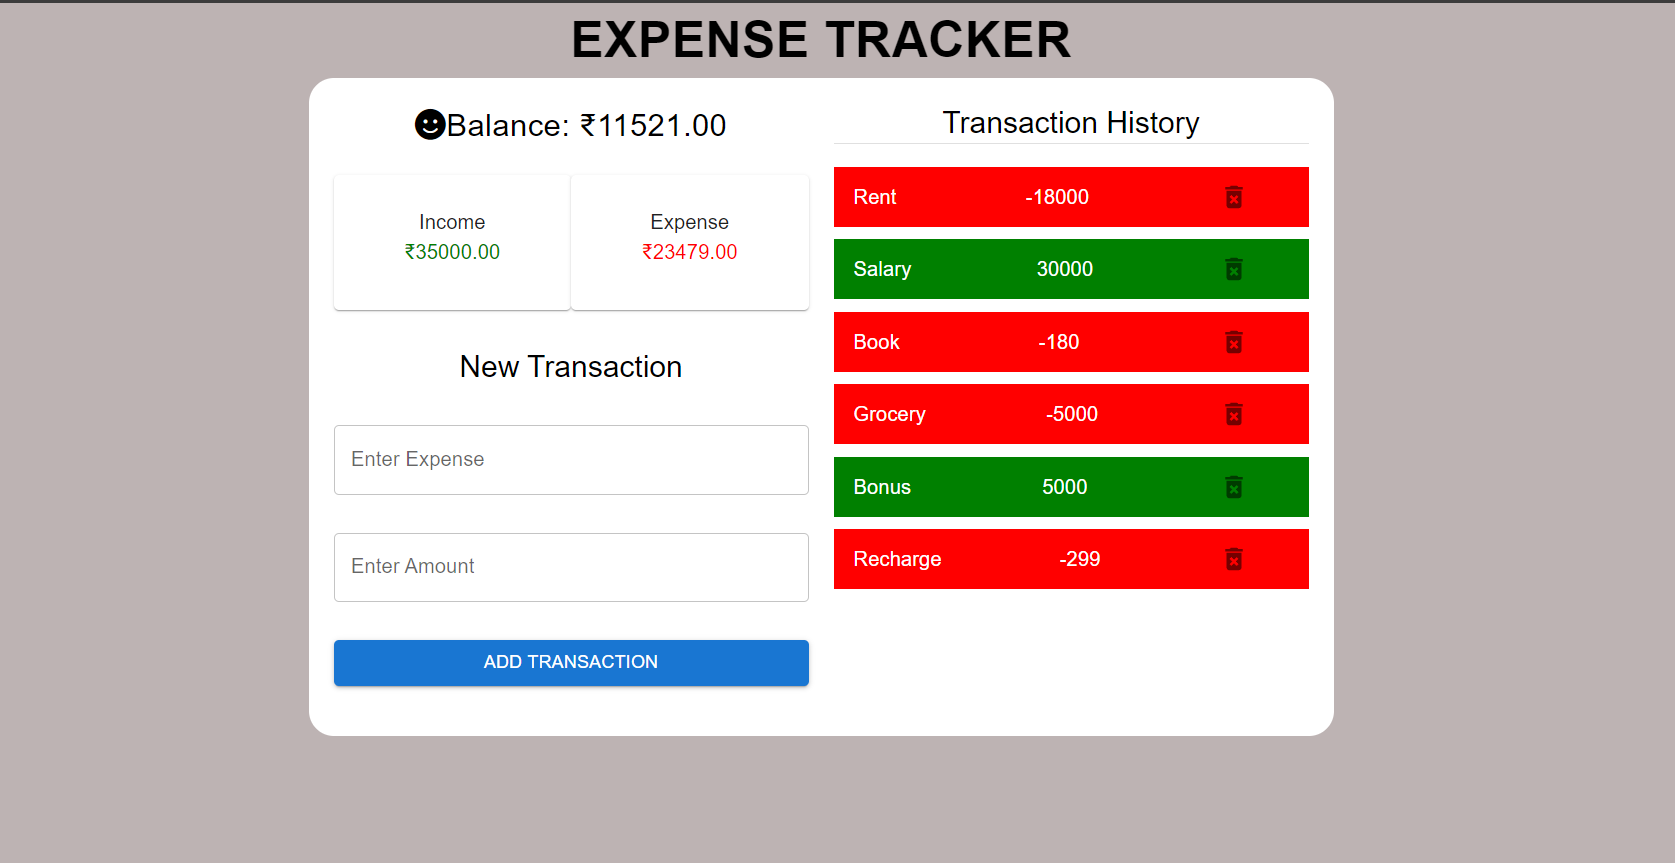 EXPENSE TRACKER
Balance: ₹11521.00
Income
₹35000.00
Expense
₹23479.00
New Transaction
Enter Expense
Enter Amount
ADD TRANSACTION
Transaction History
Rent -18000
Salary 30000
Book -180
Grocery -5000
Bonus 5000
Recharge -299